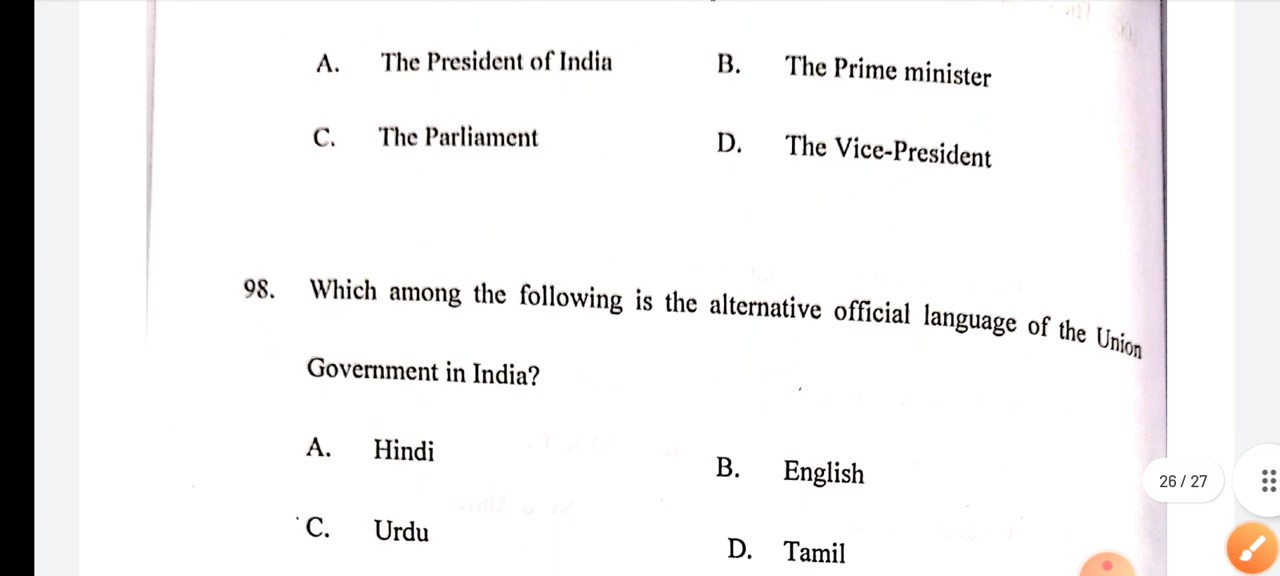 A. The President of India B. The Prime minister
C. The Parliament D. The Vice-President
98. Which among the following is the alternative official language of the Union
Government in India?
A. Hindi B. English
C. Urdu D. Tamil
26 / 27